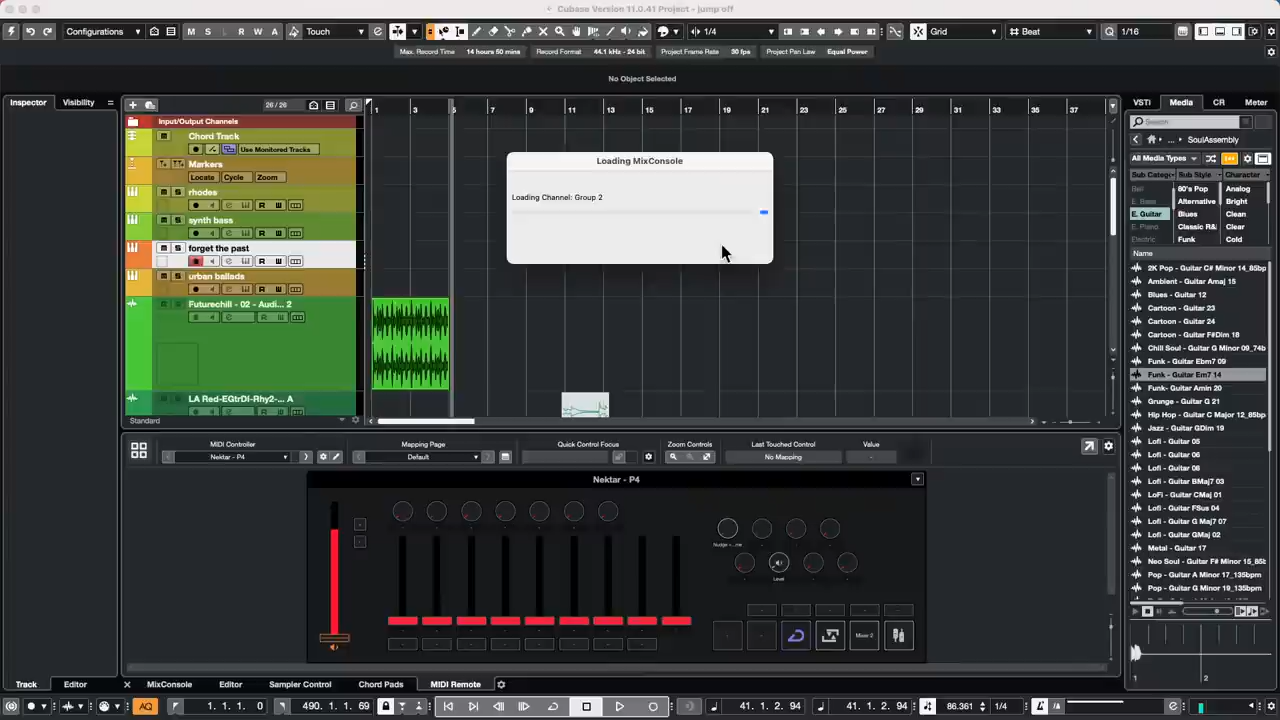 Cubase Version 11.0.41 Project - jump off
Configurations
M S L R W A
Touch
1/4
Grid
Beat
1/16
Max. Record Time 14 hours 50 mins Record Format 44.1 kHz - 24 bit Project Frame Rate 30 fps Project Pan Law Equal Power
No Object Selected
Inspector Visibility
26 / 26
1 3 5 7 9 11 13 15 17 19 21 23 25 27 29 31 33 35 37
VSTi Media CR Meter
Input/Output Channels
Chord Track
Use Monitored Tracks
Markers
Locate Cycle Zoom
rhodes
synth bass
forget the past
urban ballads
Futurechill - 02 - Audi... 2
LA Red-EGtrDI-Rhy2-... A
Standard
Loading MixConsole
Loading Channel: Group 2
Search
... SoulAssembly
All Media Types
Sub Categ Sub Style Character
Bell 80's Pop Analog
E. Bass Alternative Bright
E. Guitar Blues Clean
Electric Classic R& Clear
Guitar Funk Cold
Name
2K Pop - Guitar C# Minor 14_85bp
Ambient - Guitar Amaj 15
Blues - Guitar 12
Cartoon - Guitar 23
Cartoon - Guitar 24
Cartoon - Guitar F#Dim 18
Chill Soul - Guitar G Minor 09_74b
Funk - Guitar Ebm7 09
Funk - Guitar Em7 14
Funk- Guitar Amin 20
Grunge - Guitar G 21
Hip Hop - Guitar C Major 12_85bp
Jazz - Guitar GDim 19
Lofi - Guitar 05
Lofi - Guitar 06
Lofi - Guitar 08
Lofi - Guitar BMaj7 03
LoFi - Guitar CMaj 01
Lofi - Guitar FSus 04
Lofi - Guitar G Maj7 07
LoFi - Guitar GMaj 02
Metal - Guitar 17
Neo Soul - Guitar F# Minor 15_85b
Pop - Guitar A Minor 17_135bpm
Pop - Guitar G Minor 19_135bpm
1 2
MIDI Controller Mapping Page Quick Control Focus Zoom Controls Last Touched Control Value
Nektar - P4 Default No Mapping -
Nektar - P4
Level
Mixer 2
Track Editor MixConsole Editor Sampler Control Chord Pads MIDI Remote
AQ 1. 1. 1. 0 490. 1. 1. 69 41. 1. 2. 94 41. 1. 2. 94 86.361 1/4